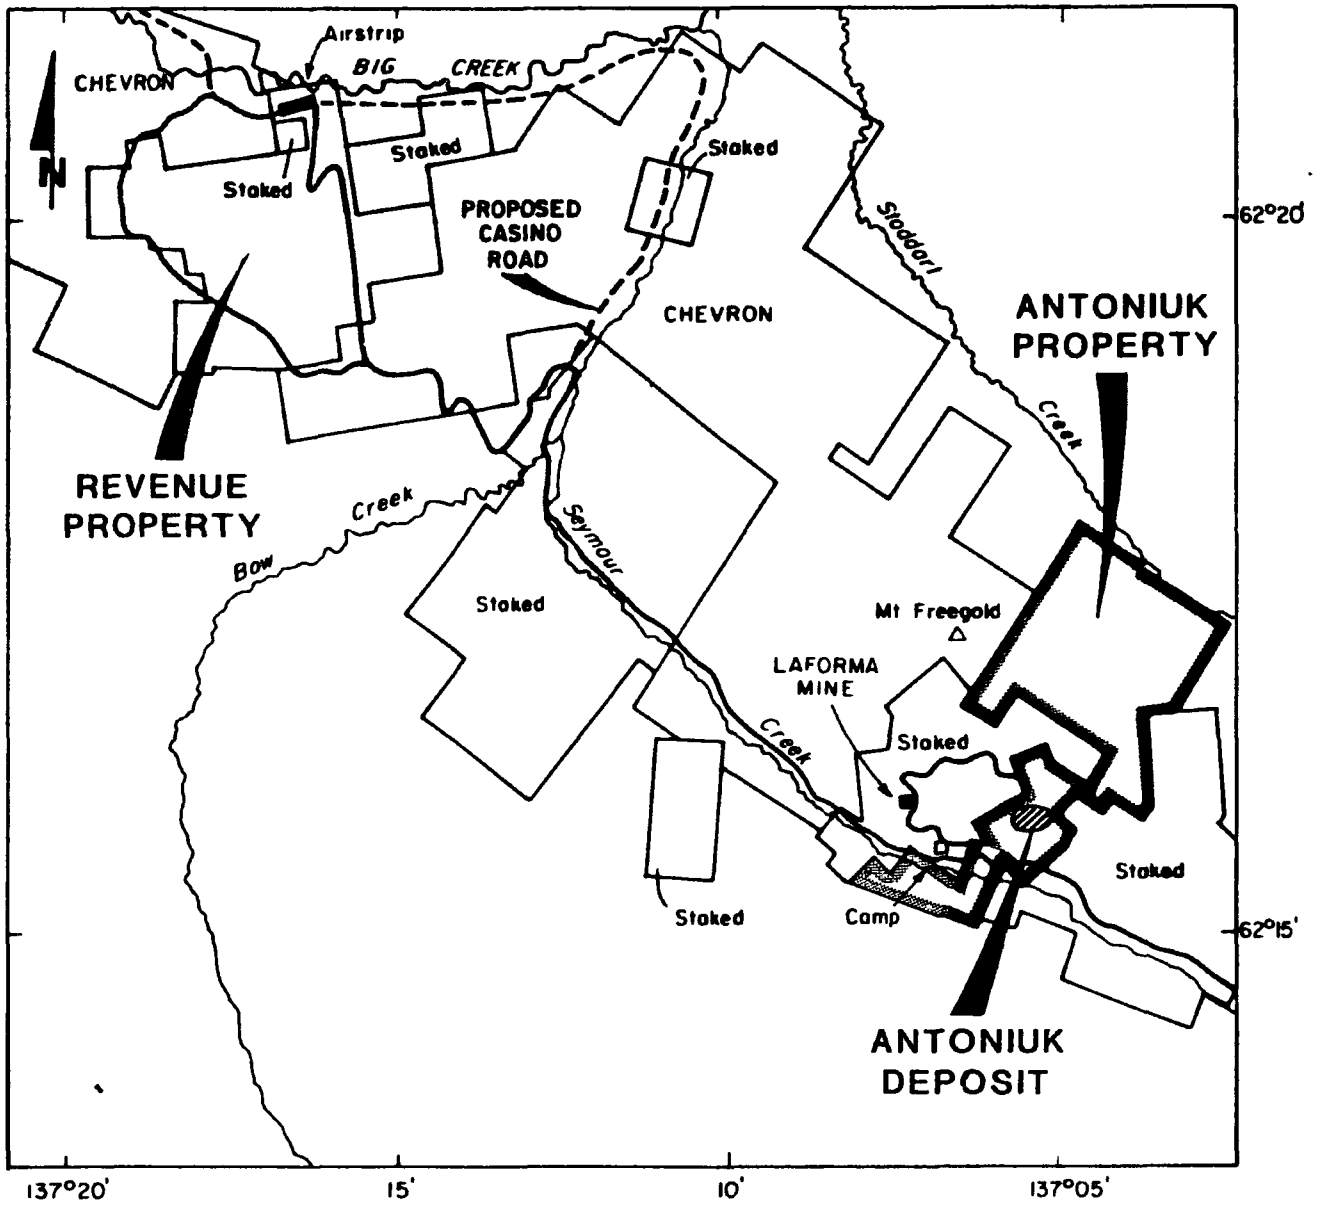 Airstrip
BIG CREEK
CHEVRON
N
Staked
Staked
Staked
PROPOSED
CASINO
ROAD
62°20'
Stoddart
Creek
CHEVRON
ANTONIUK
PROPERTY
REVENUE
PROPERTY
Bow
Creek
Seymour
Creek
Staked
Mt Freegold
LAFORMA
MINE
Staked
Staked
Staked
Camp
62°15'
ANTONIUK
DEPOSIT
137°20'
15'
10'
137°05'